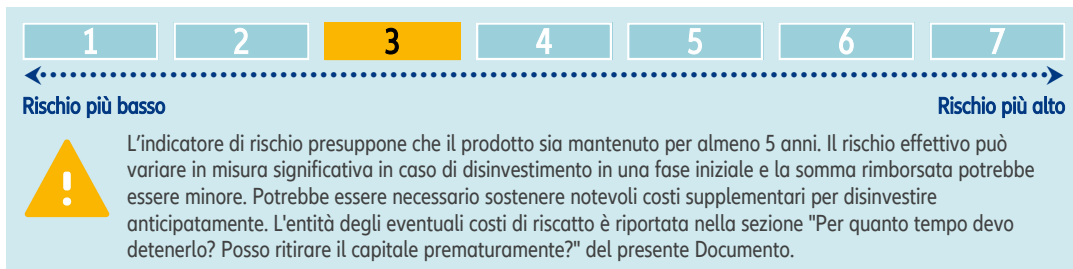 1 2 3 4 5 6 7
Rischio più basso Rischio più alto
L'indicatore di rischio presuppone che il prodotto sia mantenuto per almeno 5 anni. Il rischio effettivo può
variare in misura significativa in caso di disinvestimento in una fase iniziale e la somma rimborsata potrebbe
essere minore. Potrebbe essere necessario sostenere notevoli costi supplementari per disinvestire
anticipatamente. L'entità degli eventuali costi di riscatto è riportata nella sezione "Per quanto tempo devo
detenerlo? Posso ritirare il capitale prematuramente?" del presente Documento.